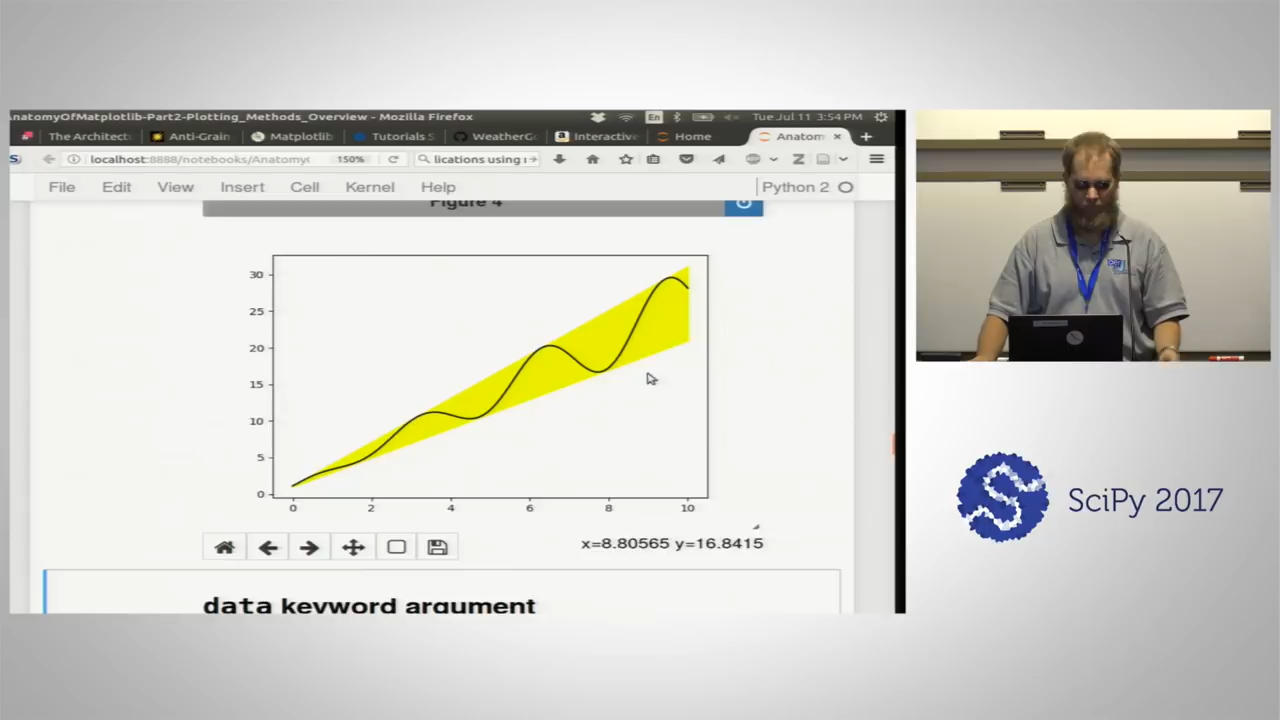 AnatomyOfMatplotlib-Part2-Plotting_Methods_Overview - Mozilla Firefox
En
Tue Jul 11 3:54 PM
The Architect
Anti-Grain
Matplotlib
Tutorials S
WeatherGe
Interactive
Home
Anatom
localhost:8888/notebooks/Anatomy
150%
lications using
File
Edit
View
Insert
Cell
Kernel
Help
Python 2
Figure 4
30
25
20
15
10
5
0
0
2
4
6
8
10
x=8.80565 y=16.8415
data keyword argument
SciPy 2017